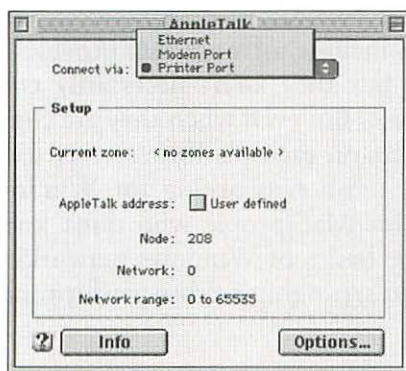 AppleTalk
Ethernet
Modem Port
Printer Port
Connect via:
Setup
Current zone: < no zones available >
AppleTalk address: User defined
Node: 208
Network: 0
Network range: 0 to 65535
?
Info
Options...